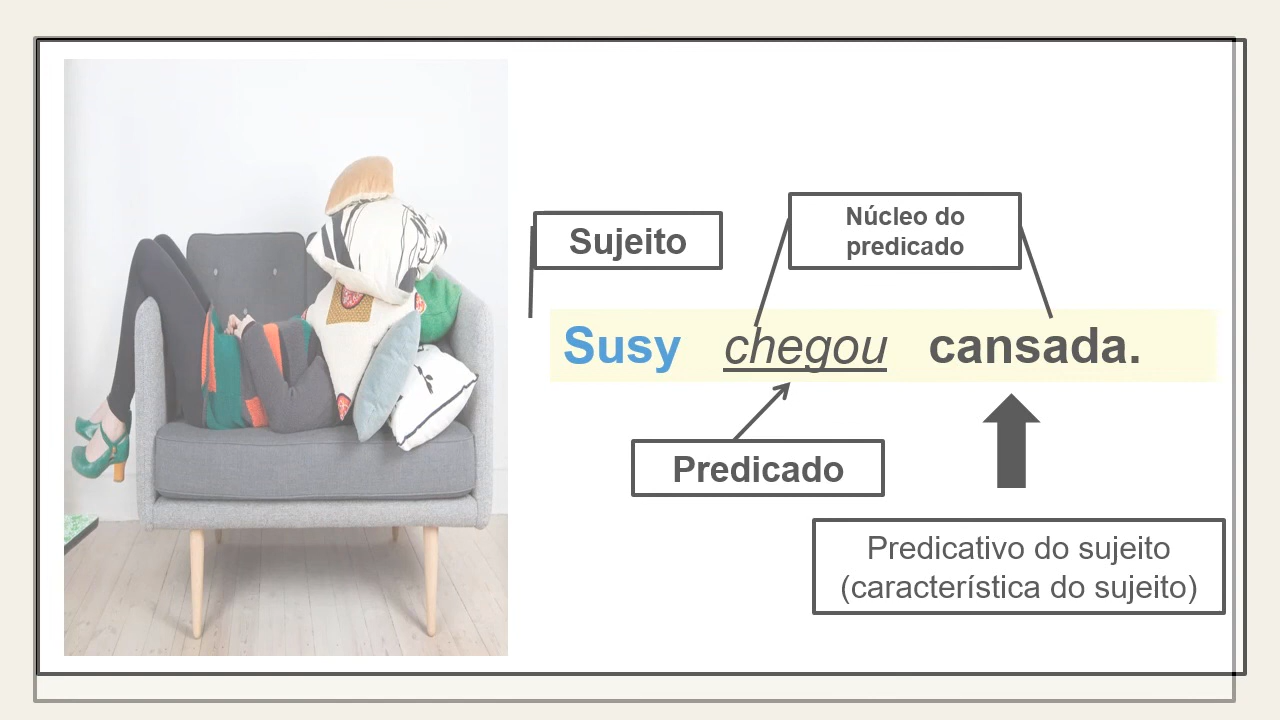 Sujeito
Núcleo do
predicado
Susy chegou cansada.
Predicado
Predicativo do sujeito
(característica do sujeito)